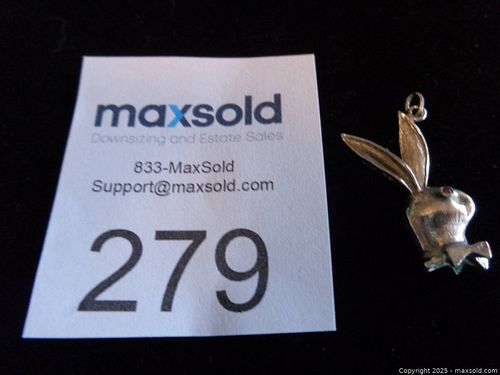 maxsold
Downsizing and Estate Sales
833-MaxSold
Support@maxsold.com
279
Copyright 2025 - maxsold.com